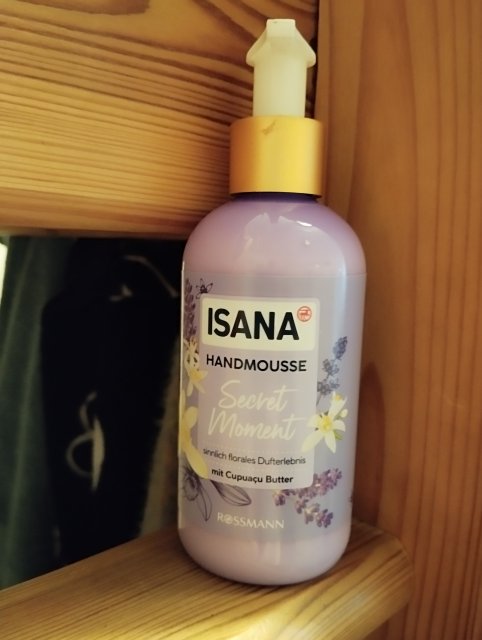 ISANA
HANDMOUSSE
Secret
Moment
sinnlich florales Dufterlebnis
mit Cupuaçu Butter
ROSSMANN